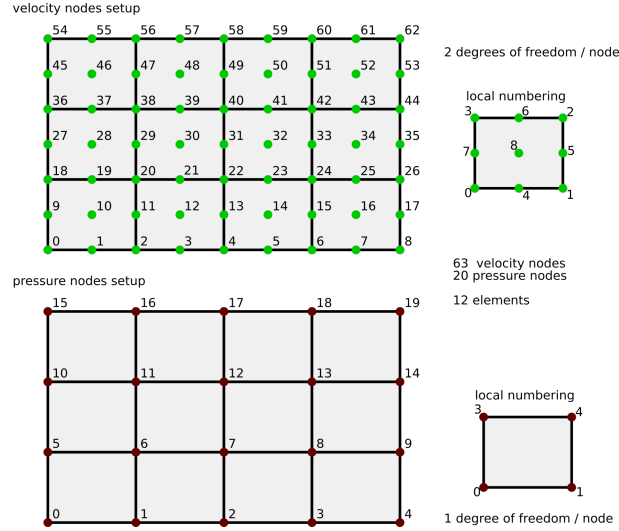 velocity nodes setup
54 55 56 57 58 59 60 61 62
45 46 47 48 49 50 51 52 53
36 37 38 39 40 41 42 43 44
27 28 29 30 31 32 33 34 35
18 19 20 21 22 23 24 25 26
9 10 11 12 13 14 15 16 17
0 1 2 3 4 5 6 7 8
2 degrees of freedom / node
local numbering
3 6 2
7 8 5
0 4 1
63 velocity nodes
20 pressure nodes
12 elements
pressure nodes setup
15 16 17 18 19
10 11 12 13 14
5 6 7 8 9
0 1 2 3 4
local numbering
3 4
0 1
1 degree of freedom / node